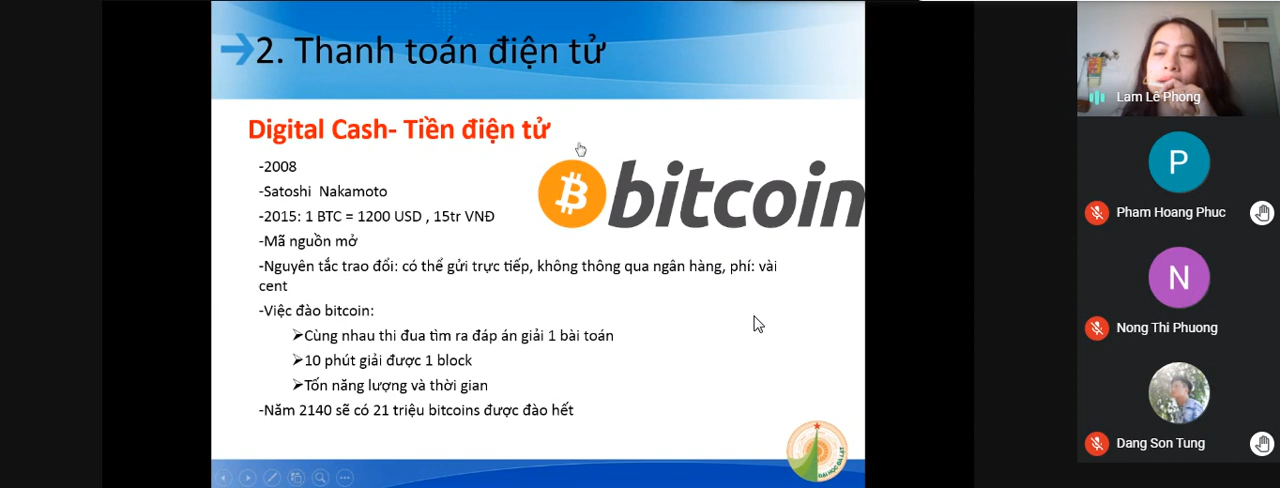 2. Thanh toán điện tử
Digital Cash- Tiền điện tử
-2008
-Satoshi Nakamoto
-2015: 1 BTC = 1200 USD , 15tr VNĐ
-Mã nguồn mở
-Nguyên tắc trao đổi: có thể gửi trực tiếp, không thông qua ngân hàng, phí: vài
cent
-Việc đào bitcoin:
➢Cùng nhau thi đua tìm ra đáp án giải 1 bài toán
➢10 phút giải được 1 block
➢Tốn năng lượng và thời gian
-Năm 2140 sẽ có 21 triệu bitcoins được đào hết
bitcoin
ĐẠI HỌC ĐÀ LẠT
Lam Lê Phong
P
Pham Hoang Phuc
N
Nong Thi Phuong
Dang Son Tung